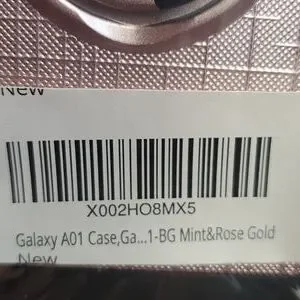 New
X002HO8MX5
Galaxy A01 Case,Ga...1-BG Mint&Rose Gold
New